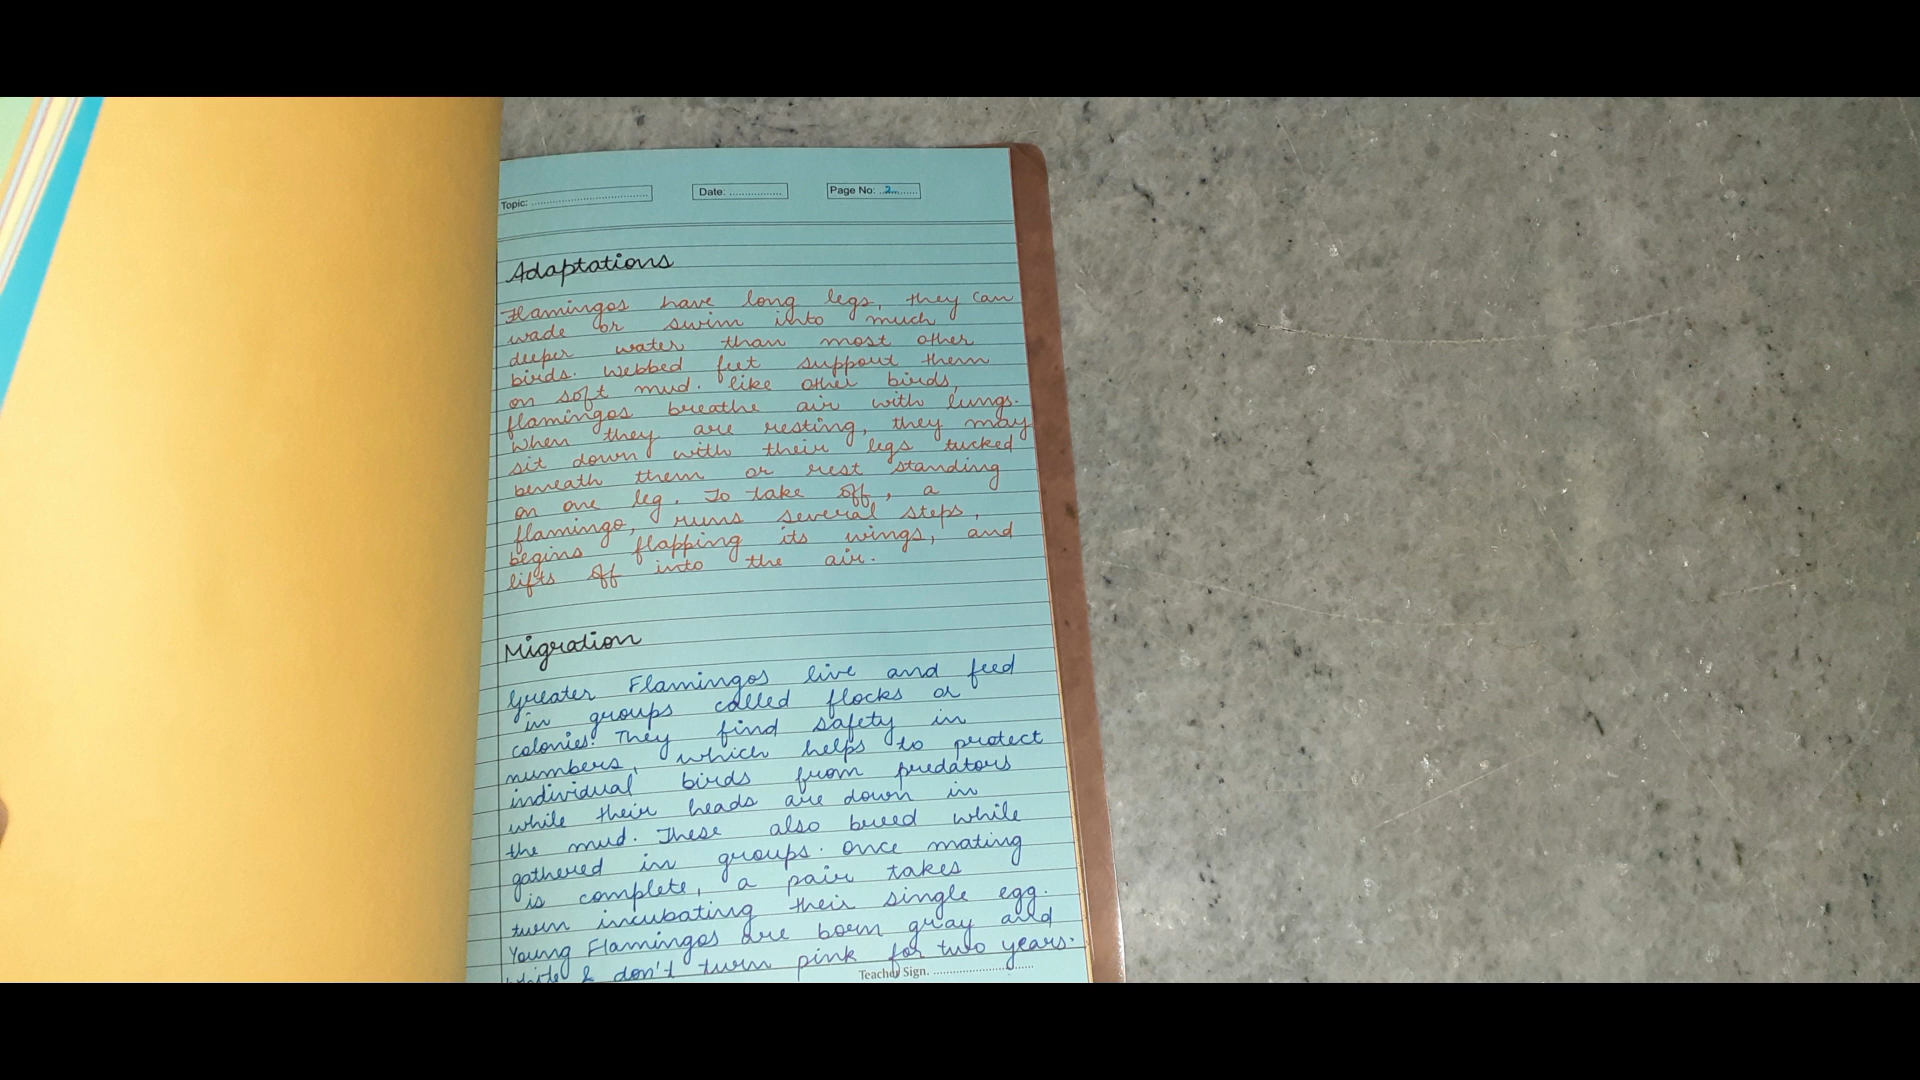 Topic: ....................................
Date: ................
Page No: ..2..........
Adaptations
Flamingos have long legs, they can
wade or swim into much
deeper water than most other
birds. Webbed feet support them
on soft mud. like other birds,
flamingos breathe air with lungs.
When they are resting, they may
sit down with their legs tucked
beneath them or rest standing
on one leg. To take off, a
flamingo, runs several steps,
begins flapping its wings, and
lifts off into the air.
Migration
Greater Flamingos live and feed
in groups called flocks or
colonies. They find safety in
numbers, which helps to protect
individual birds from predators
while their heads are down in
the mud. These also breed while
gathered in groups. once mating
is complete, a pair takes
turn incubating their single egg.
Young Flamingos are born gray and
white & don't turn pink for two years.
Teacher Sign. ............................